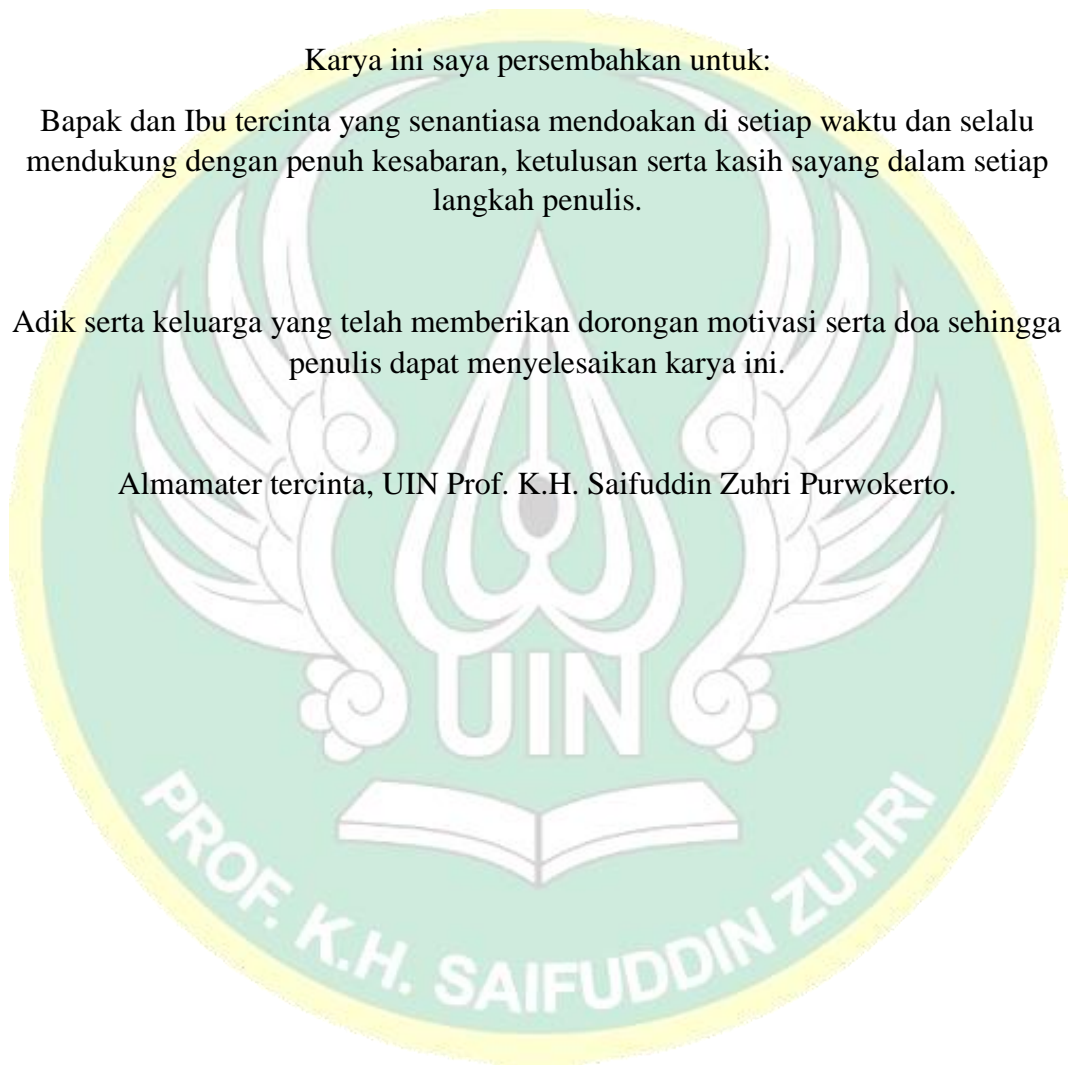 Karya ini saya persembahkan untuk:
Bapak dan Ibu tercinta yang senantiasa mendoakan di setiap waktu dan selalu
mendukung dengan penuh kesabaran, ketulusan serta kasih sayang dalam setiap
langkah penulis.
Adik serta keluarga yang telah memberikan dorongan motivasi serta doa sehingga
penulis dapat menyelesaikan karya ini.
Almamater tercinta, UIN Prof. K.H. Saifuddin Zuhri Purwokerto.
UIN
PROF. K.H. SAIFUDDIN ZUHRI